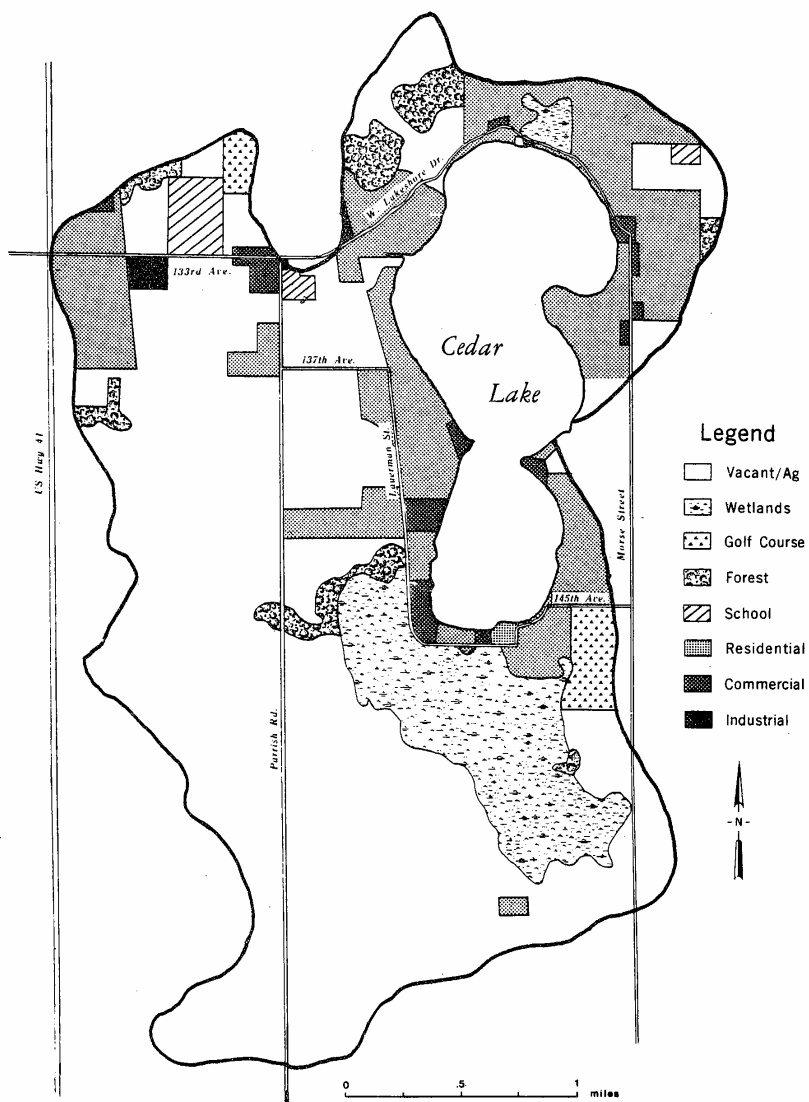 W. Lakeshore Dr.
133rd Ave.
137th Ave.
Cedar
Lake
US Hwy 41
Lauerman St.
Morse Street
145th Ave.
Parrish Rd.
Legend
Vacant/Ag
Wetlands
Golf Course
Forest
School
Residential
Commercial
Industrial
-N-
0 .5 1
miles